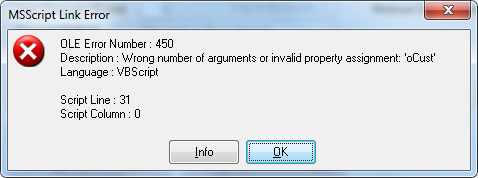 MSScript Link Error
OLE Error Number : 450
Description : Wrong number of arguments or invalid property assignment: 'oCust'
Language : VBScript
Script Line : 31
Script Column : 0
Info
OK